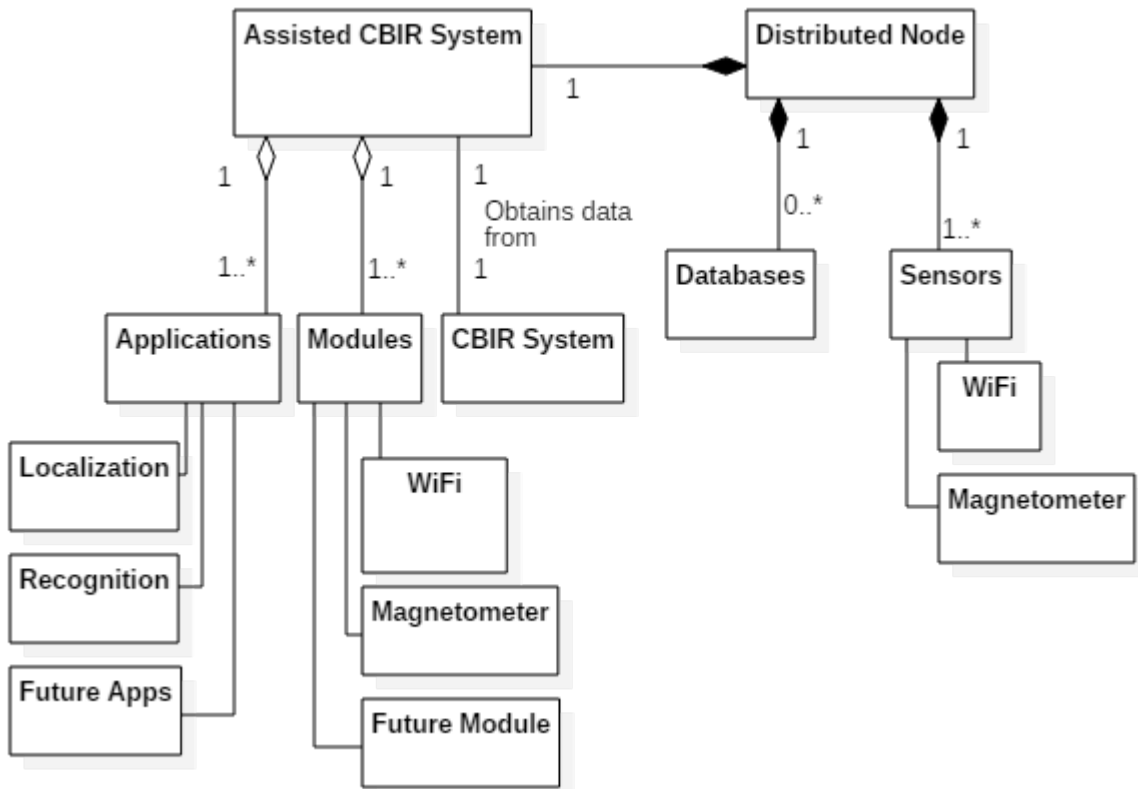 Assisted CBIR System
Distributed Node
1
1
1
1
1
1
Obtains data
from
0..*
1..*
1..*
1..*
1
Databases
Sensors
Applications
Modules
CBIR System
WiFi
Localization
WiFi
Magnetometer
Recognition
Magnetometer
Future Apps
Future Module